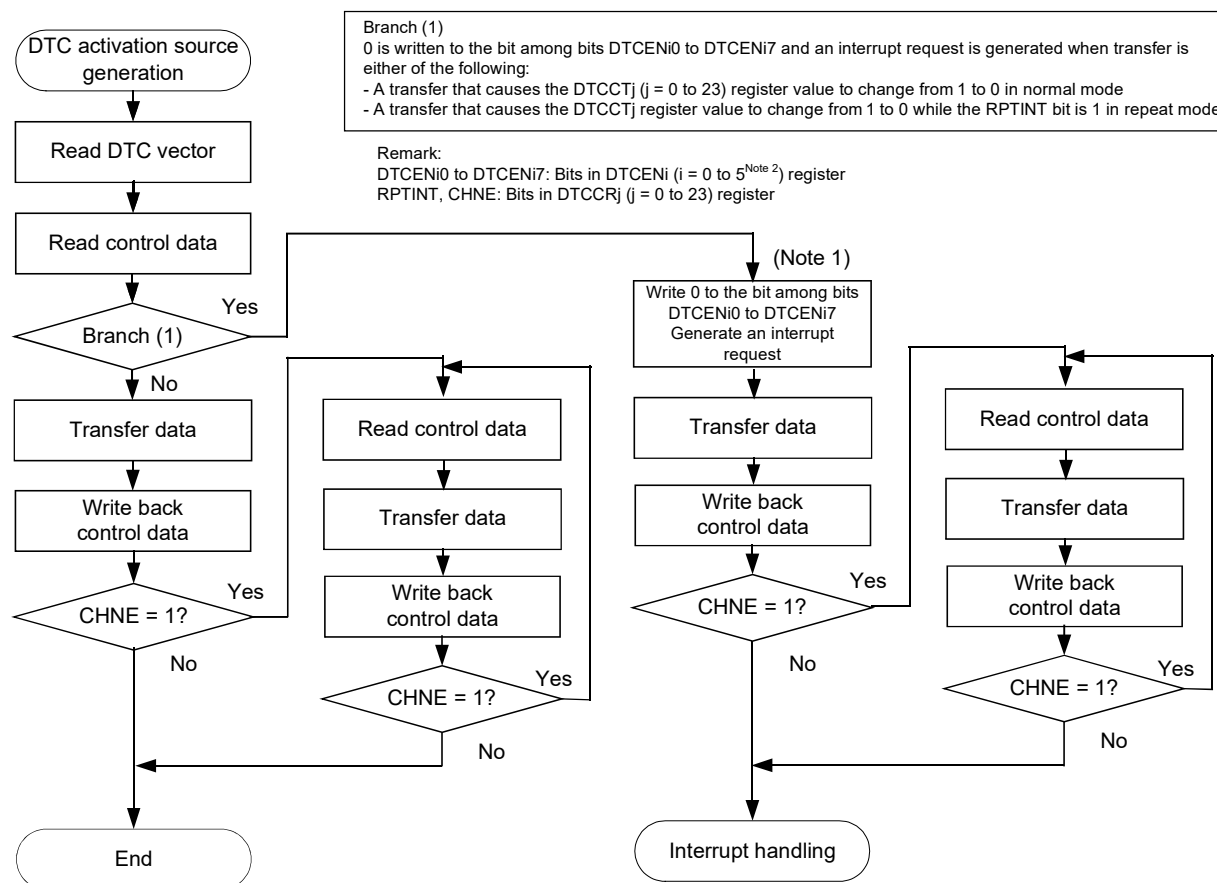 DTC activation source
generation
Read DTC vector
Read control data
Branch (1)
Yes
No
Transfer data
Write back
control data
CHNE = 1?
Yes
No
End
Read control data
Transfer data
Write back
control data
CHNE = 1?
Yes
No
Branch (1)
0 is written to the bit among bits DTCENi0 to DTCENi7 and an interrupt request is generated when transfer is
either of the following:
- A transfer that causes the DTCCTj (j = 0 to 23) register value to change from 1 to 0 in normal mode
- A transfer that causes the DTCCTj register value to change from 1 to 0 while the RPTINT bit is 1 in repeat mode
Remark:
DTCENi0 to DTCENi7: Bits in DTCENi (i = 0 to 5Note 2) register
RPTINT, CHNE: Bits in DTCCRj (j = 0 to 23) register
(Note 1)
Write 0 to the bit among bits
DTCENi0 to DTCENi7
Generate an interrupt
request
Transfer data
Write back
control data
CHNE = 1?
Yes
No
Interrupt handling
Read control data
Transfer data
Write back
control data
CHNE = 1?
Yes
No